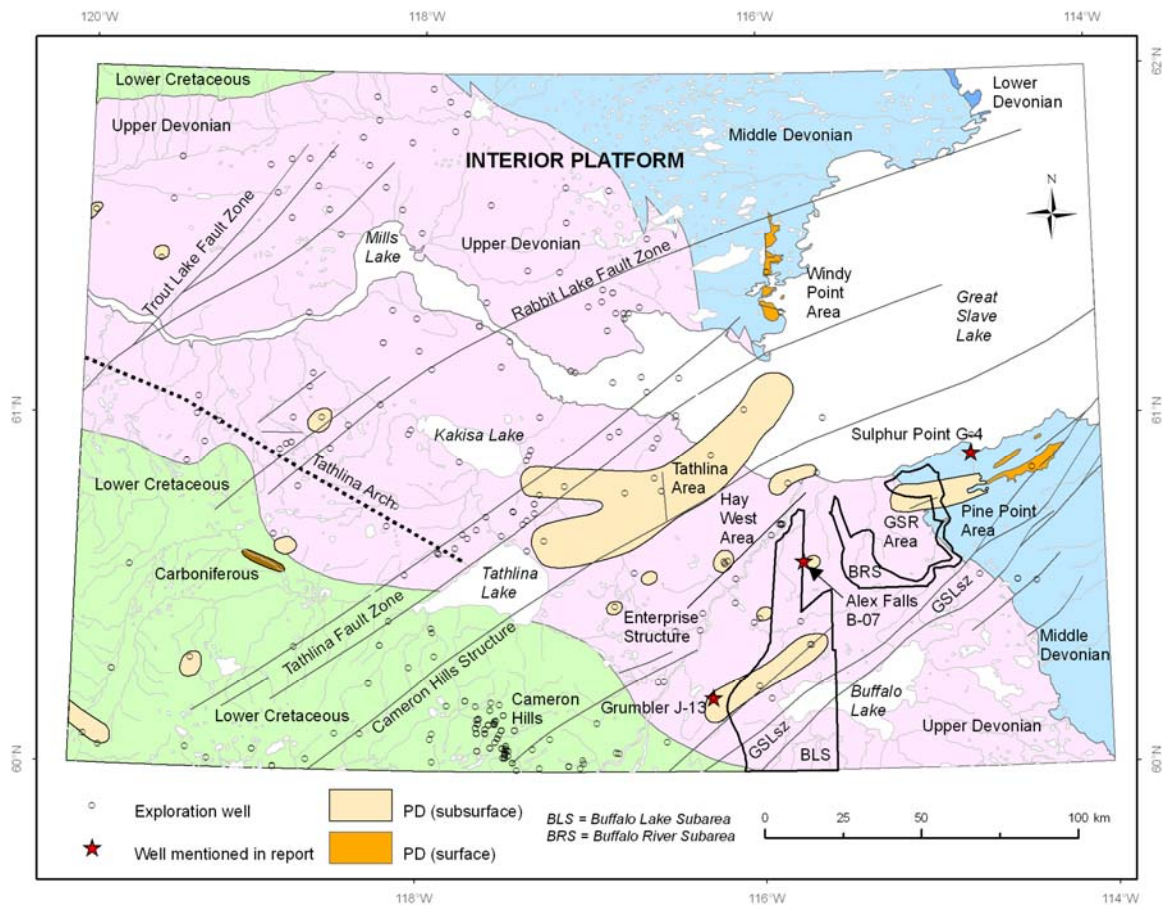 120°W
118°W
116°W
114°W
62°N
Lower Cretaceous
Lower
Devonian
Upper Devonian
Middle Devonian
INTERIOR PLATFORM
N
Trout Lake Fault Zone
Mills
Lake
Upper Devonian
Rabbit Lake Fault Zone
Windy
Point
Area
Great
Slave
Lake
61°N
61°N
Kakisa Lake
Sulphur Point G-4
Tathlina Arch
Tathlina
Area
Lower Cretaceous
Hay
West
Area
GSR
Area
Pine Point
Area
Carboniferous
Tathlina
Lake
BRS
GSLsz
Alex Falls
B-07
Enterprise
Structure
Tathlina Fault Zone
Middle
Devonian
Cameron Hills Structure
Lower Cretaceous
Cameron
Hills
Grumbler J-13
Buffalo
Lake
Upper Devonian
GSLsz
BLS
60°N
60°N
Exploration well
PD (subsurface)
BLS = Buffalo Lake Subarea
BRS = Buffalo River Subarea
0 25 50 100 km
Well mentioned in report
PD (surface)
118°W
116°W
114°W